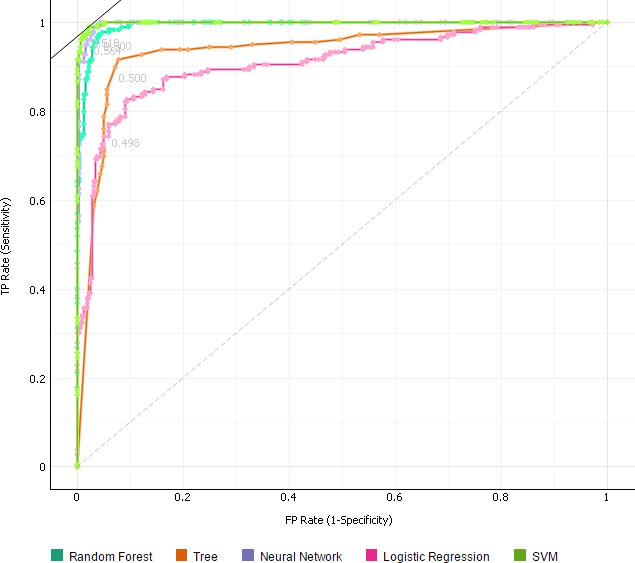 1
0.8
0.6
0.4
0.2
0
TP Rate (Sensitivity)
0.500
0.498
0 0.2 0.4 0.6 0.8 1
FP Rate (1-Specificity)
Random Forest Tree Neural Network Logistic Regression SVM